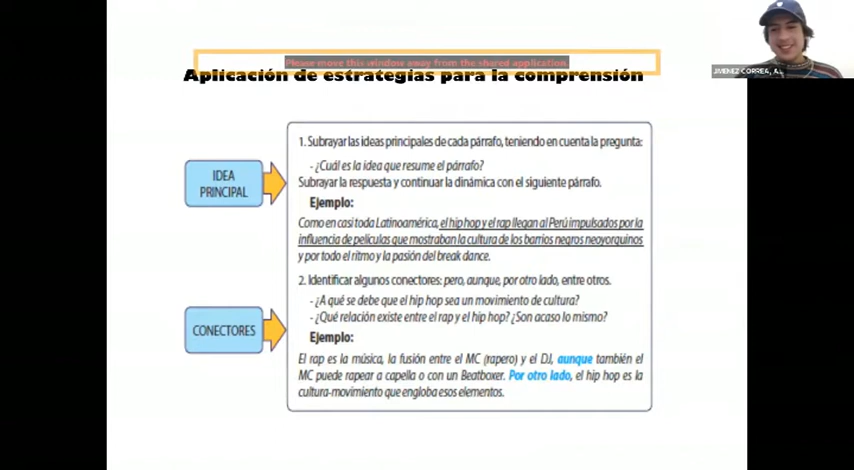 Please move this window away from the shared application.
Aplicación de estrategias para la comprensión
JIMENEZ CORREA, A...
1. Subrayar las ideas principales de cada párrafo, teniendo en cuenta la pregunta:
- ¿Cuál es la idea que resume el párrafo?
IDEA
PRINCIPAL
Subrayar la respuesta y continuar la dinámica con el siguiente párrafo.
Ejemplo:
Como en casi toda Latinoamérica, el hip hop y el rap llegan al Perú impulsados por la
influencia de películas que mostraban la cultura de los barrios negros neoyorquinos
y por todo el ritmo y la pasión del break dance.
2. Identificar algunos conectores: pero, aunque, por otro lado, entre otros.
- ¿A qué se debe que el hip hop sea un movimiento de cultura?
- ¿Qué relación existe entre el rap y el hip hop? ¿Son acaso lo mismo?
CONECTORES
Ejemplo:
El rap es la música, la fusión entre el MC (rapero) y el DJ, aunque también el
MC puede rapear a capella o con un Beatboxer. Por otro lado, el hip hop es la
cultura-movimiento que engloba esos elementos.